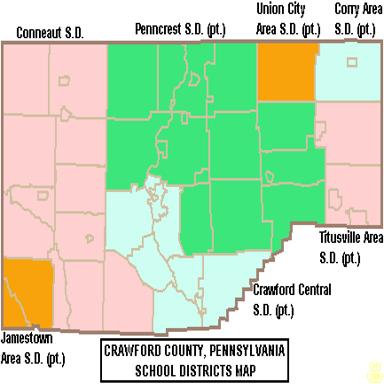 Conneaut S.D.
Penncrest S.D. (pt.)
Union City
Area S.D. (pt.)
Corry Area
S.D. (pt.)
Titusville Area
S.D. (pt.)
Crawford Central
S.D. (pt.)
Jamestown
Area S.D. (pt.)
CRAWFORD COUNTY, PENNSYLVANIA
SCHOOL DISTRICTS MAP